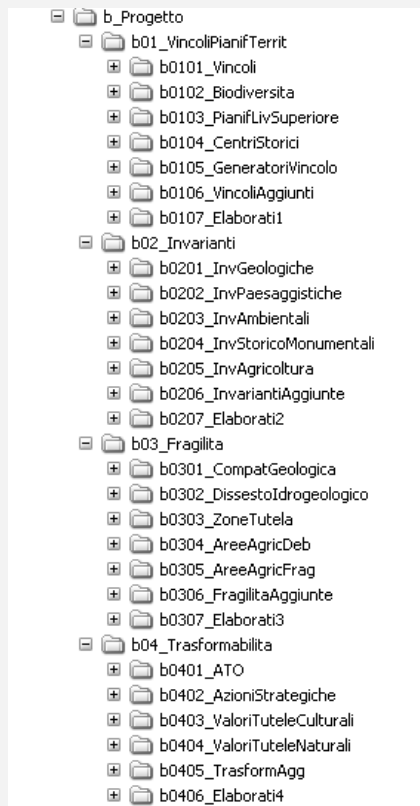 b_Progetto
b01_VincoliPianifTerrit
b0101_Vincoli
b0102_Biodiversita
b0103_PianifLivSuperiore
b0104_CentriStorici
b0105_GeneratoriVincolo
b0106_VincoliAggiunti
b0107_Elaborati1
b02_Invarianti
b0201_InvGeologiche
b0202_InvPaesaggistiche
b0203_InvAmbientali
b0204_InvStoricoMonumentali
b0205_InvAgricoltura
b0206_InvariantiAggiunte
b0207_Elaborati2
b03_Fragilita
b0301_CompatGeologica
b0302_DissestoIdrogeologico
b0303_ZoneTutela
b0304_AreeAgricDeb
b0305_AreeAgricFrag
b0306_FragilitaAggiunte
b0307_Elaborati3
b04_Trasformabilita
b0401_ATO
b0402_AzioniStrategiche
b0403_ValoriTuteleCulturali
b0404_ValoriTuteleNaturali
b0405_TrasformAgg
b0406_Elaborati4